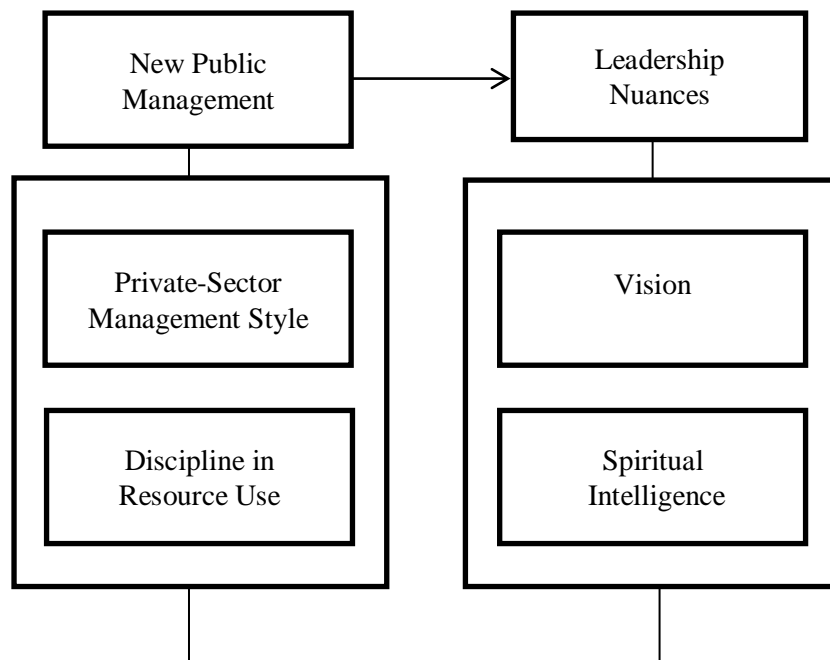 New Public
Management
Leadership
Nuances
Private-Sector
Management Style
Vision
Discipline in
Resource Use
Spiritual
Intelligence